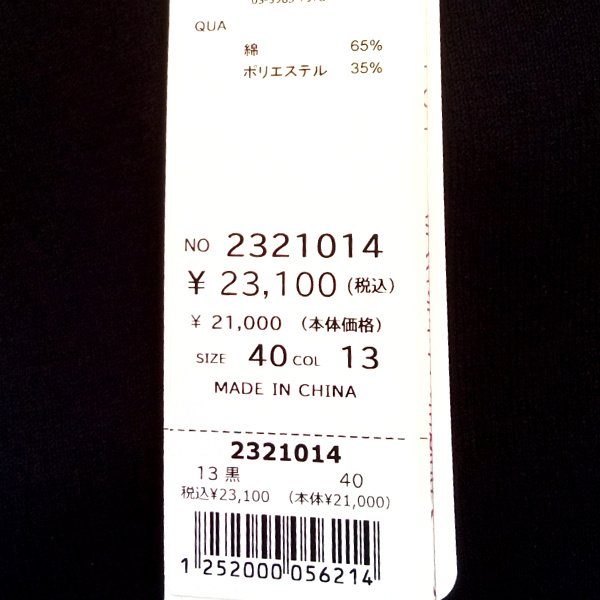 QUA
綿 65%
ポリエステル 35%
NO 2321014
¥ 23,100 (税込)
¥ 21,000 (本体価格)
SIZE 40 COL 13
MADE IN CHINA
2321014
13 黒 40
税込¥23,100 (本体¥21,000)
1 252000 056214